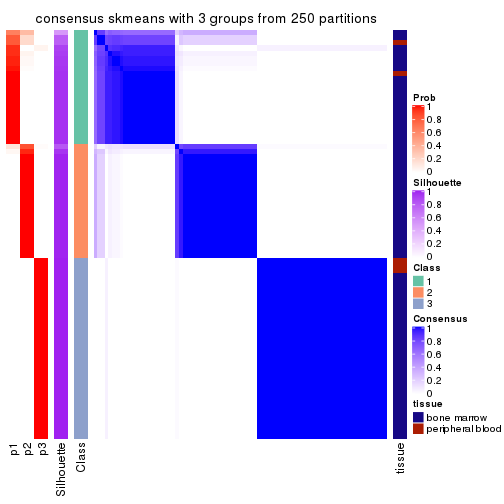 consensus skmeans with 3 groups from 250 partitions
Prob
1
0.8
0.6
0.4
0.2
0
Silhouette
1
0.8
0.6
0.4
0.2
0
Class
1
2
3
Consensus
1
0.8
0.6
0.4
0.2
0
tissue
bone marrow
peripheral blood
p1
p2
p3
Silhouette
Class
tissue